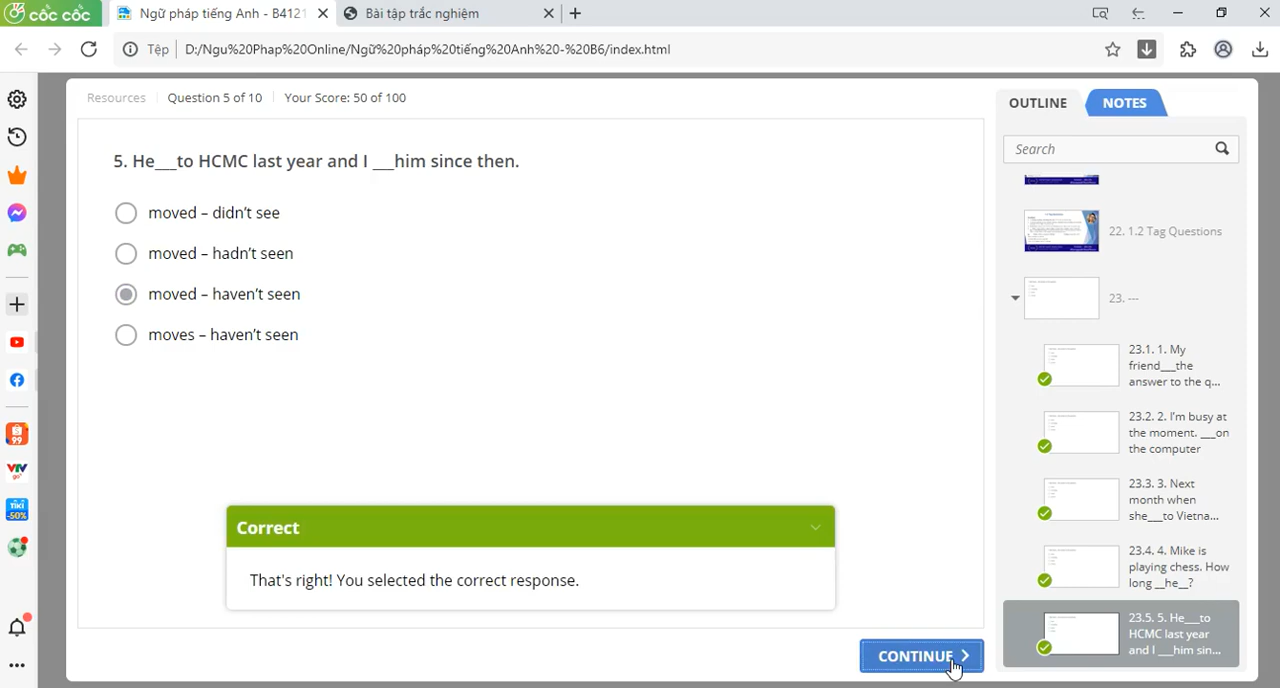 cốc cốc
Ngữ pháp tiếng Anh - B4121
Bài tập trắc nghiệm
Tệp
D:/Ngu%20Phap%20Online/Ngữ%20pháp%20tiếng%20Anh%20-%20B6/index.html
Resources
Question 5 of 10
Your Score: 50 of 100
5. He___to HCMC last year and I ___him since then.
moved – didn't see
moved – hadn't seen
moved – haven't seen
moves – haven't seen
Correct
That's right! You selected the correct response.
CONTINUE
OUTLINE
NOTES
Search
22. 1.2 Tag Questions
23. ---
23.1. 1. My
friend___the
answer to the q...
23.2. 2. I'm busy at
the moment. ___on
the computer
23.3. 3. Next
month when
she___to Vietna...
23.4. 4. Mike is
playing chess. How
long __he__?
23.5. 5. He___to
HCMC last year
and I ___him sin...
99
VTV
go
TIKI
-50%